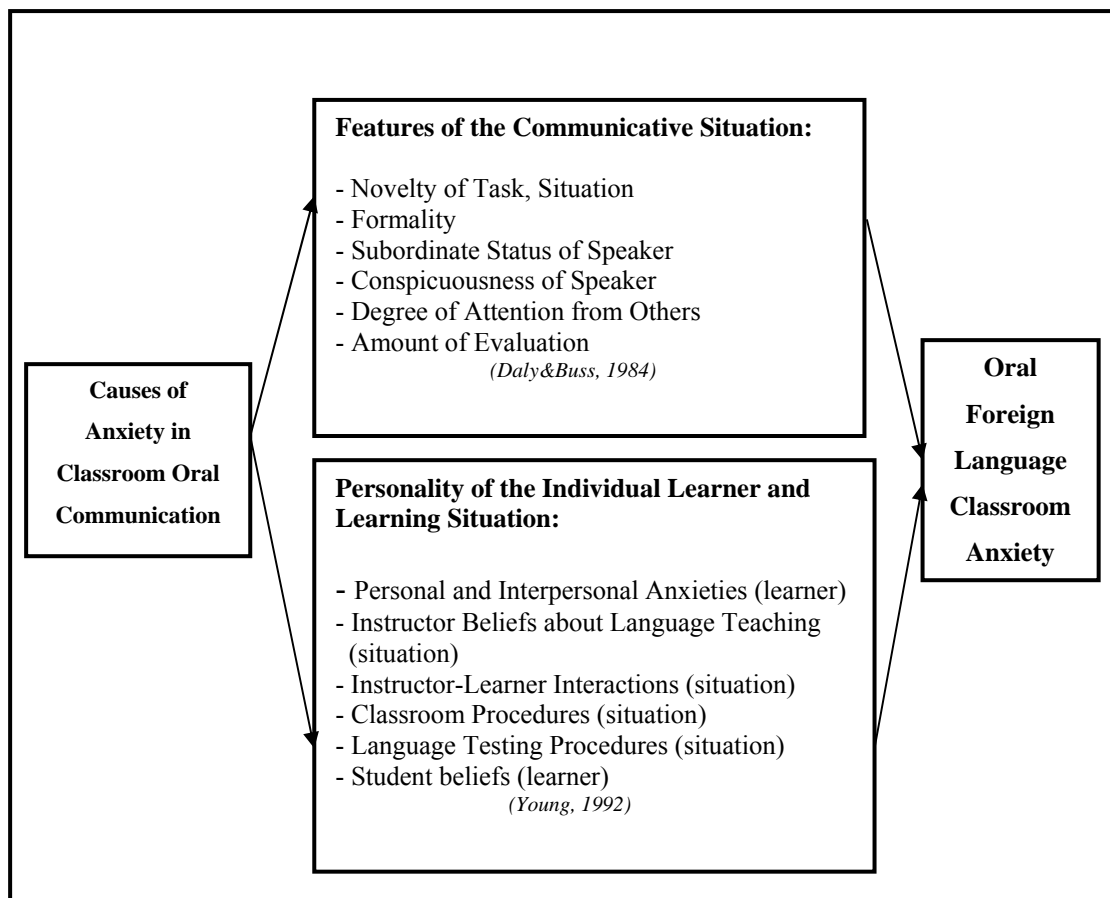 Causes of
Anxiety in
Classroom Oral
Communication
Features of the Communicative Situation:
- Novelty of Task, Situation
- Formality
- Subordinate Status of Speaker
- Conspicuousness of Speaker
- Degree of Attention from Others
- Amount of Evaluation
(Daly&Buss, 1984)
Personality of the Individual Learner and
Learning Situation:
- Personal and Interpersonal Anxieties (learner)
- Instructor Beliefs about Language Teaching
(situation)
- Instructor-Learner Interactions (situation)
- Classroom Procedures (situation)
- Language Testing Procedures (situation)
- Student beliefs (learner)
(Young, 1992)
Oral
Foreign
Language
Classroom
Anxiety